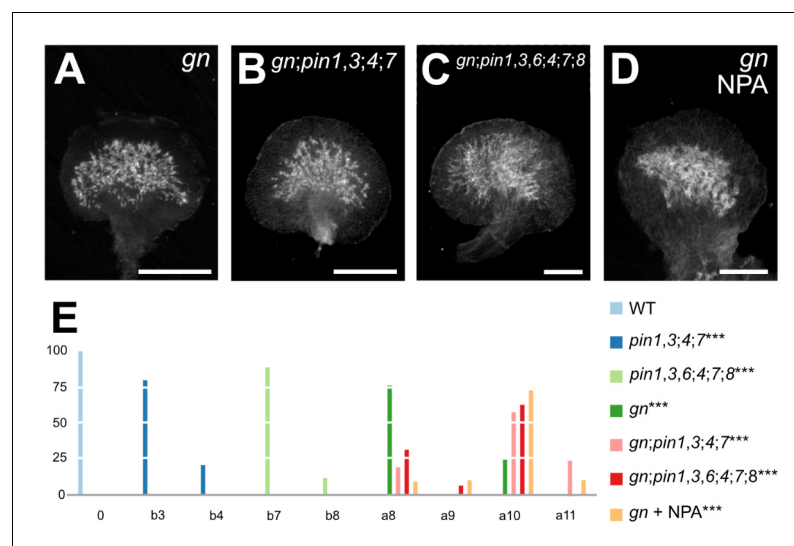 A gn
B gn;pin1,3;4;7
C gn;pin1,3,6;4;7;8
D gn
NPA
E
100
75
50
25
0
0 b3 b4 b7 b8 a8 a9 a10 a11
WT
pin1,3;4;7***
pin1,3,6;4;7;8***
gn***
gn;pin1,3;4;7***
gn;pin1,3,6;4;7;8***
gn + NPA***